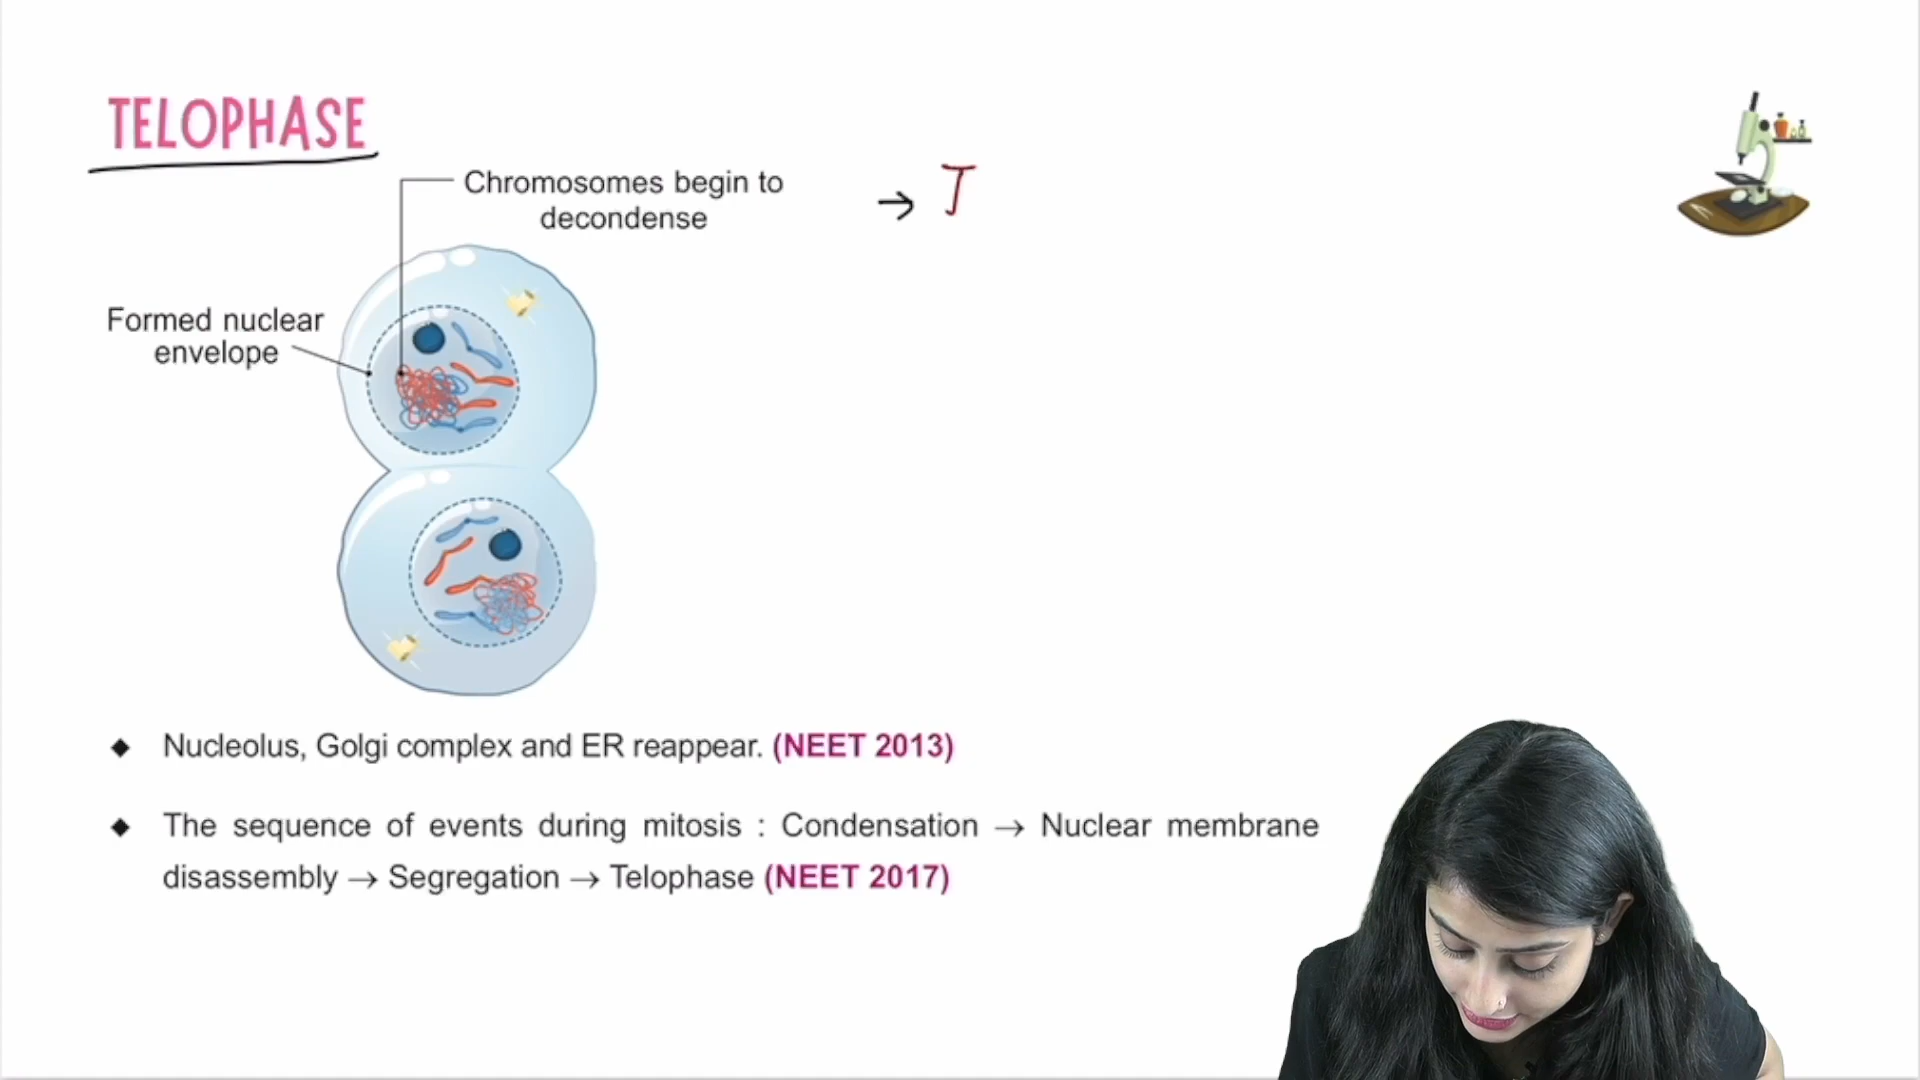 TELOPHASE
Chromosomes begin to
decondense
→ I
Formed nuclear
envelope
◆ Nucleolus, Golgi complex and ER reappear. (NEET 2013)
◆ The sequence of events during mitosis : Condensation → Nuclear membrane
disassembly → Segregation → Telophase (NEET 2017)